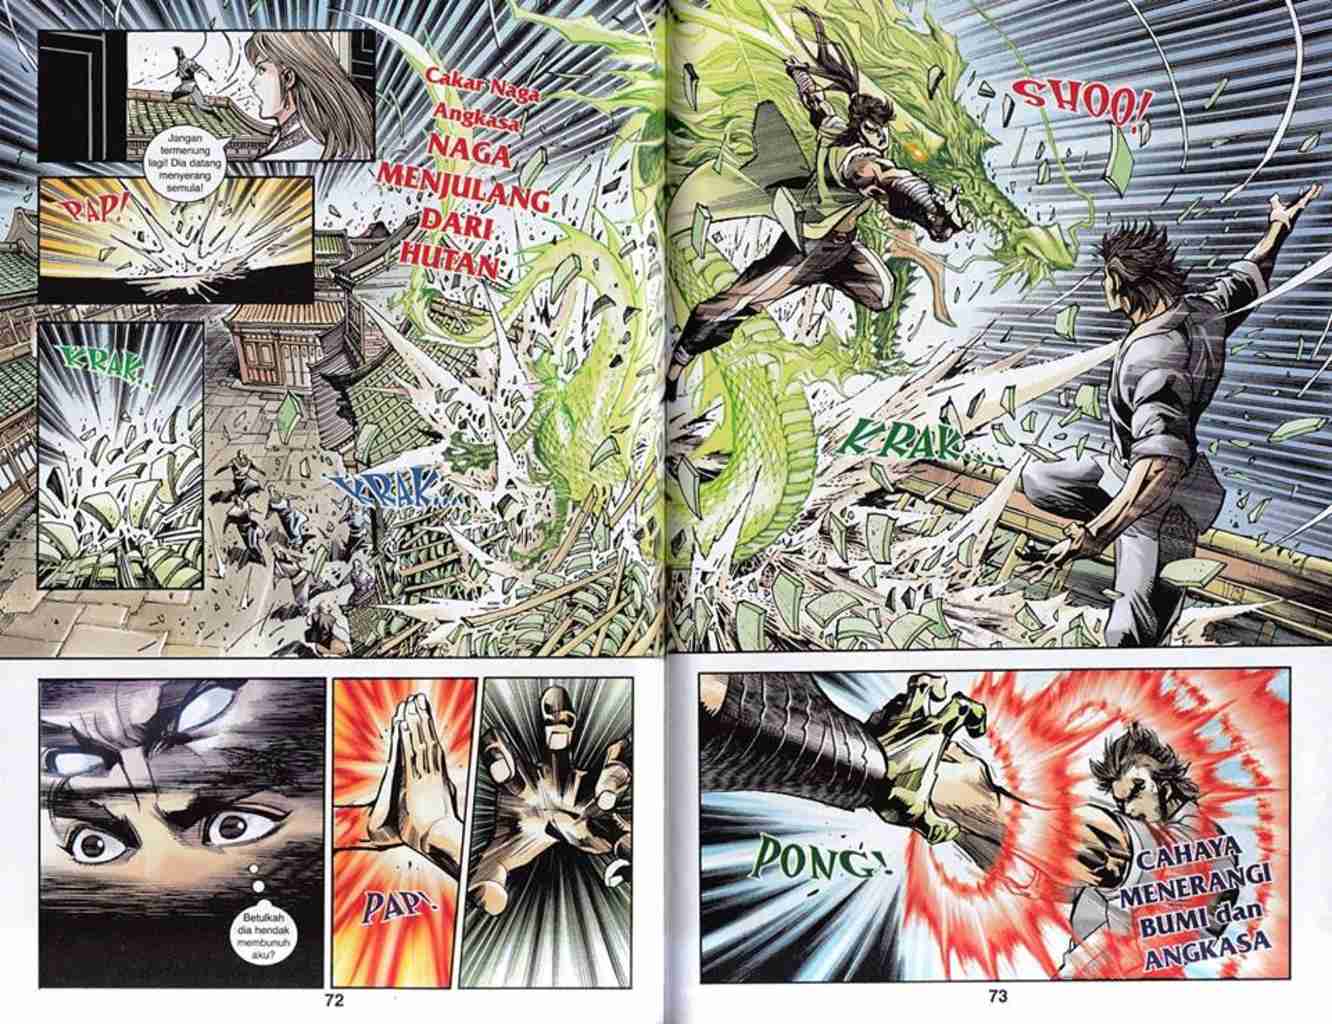 Jangan
termenung
lagi! Dia datang
menyerang
semula!
PAP!
KRAK...
Cakar Naga
Angkasa
NAGA
MENJULANG
DARI
HUTAN
KRAK...
SHOO!
KRAK...
Betulkah
dia hendak
membunuh
aku?
PAP!
72
PONG!
CAHAYA
MENERANGI
BUMI dan
ANGKASA
73